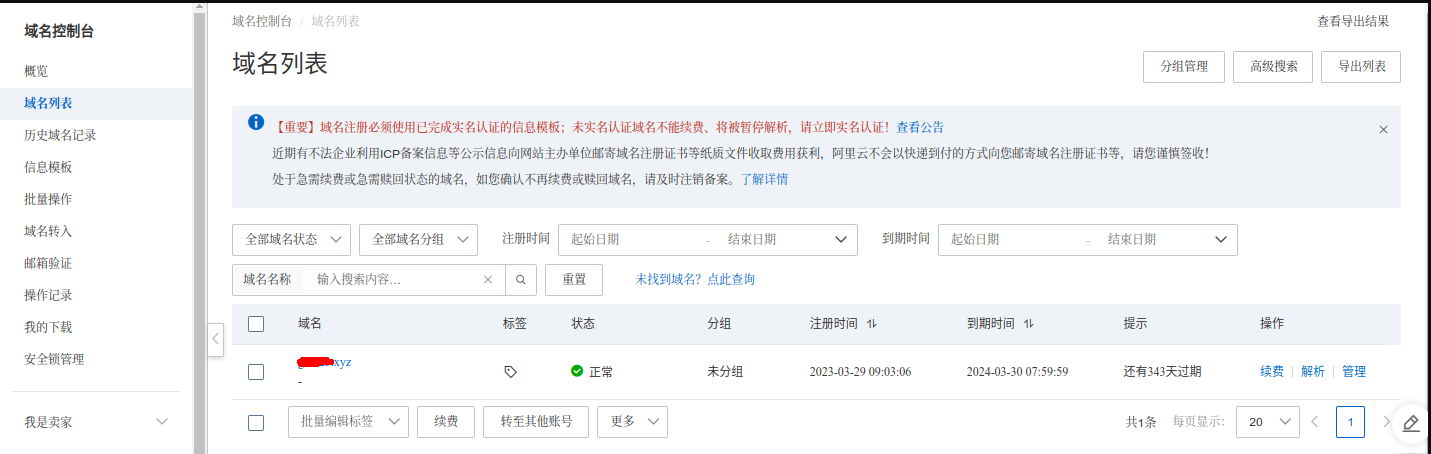 域名控制台
概览
域名列表
历史域名记录
信息模板
批量操作
域名转入
邮箱验证
操作记录
我的下载
安全锁管理
我是卖家
域名控制台 / 域名列表
查看导出结果
域名列表
分组管理 高级搜索 导出列表
【重要】域名注册必须使用已完成实名认证的信息模板；未实名认证域名不能续费、将被暂停解析，请立即实名认证！查看公告
近期有不法企业利用ICP备案信息等公示信息向网站主办单位邮寄域名注册证书等纸质文件收取费用获利，阿里云不会以快递到付的方式向您邮寄域名注册证书等，请您谨慎签收！
处于急需续费或急需赎回状态的域名，如您确认不再续费或赎回域名，请及时注销备案。了解详情
全部域名状态 全部域名分组 注册时间 起始日期 - 结束日期 到期时间 起始日期 - 结束日期
域名名称 输入搜索内容... 重置 未找到域名？点此查询
域名 标签 状态 分组 注册时间 到期时间 提示 操作
xyz 正常 未分组 2023-03-29 09:03:06 2024-03-30 07:59:59 还有343天过期 续费 解析 管理
-
批量编辑标签 续费 转至其他账号 更多 共1条 每页显示： 20 1